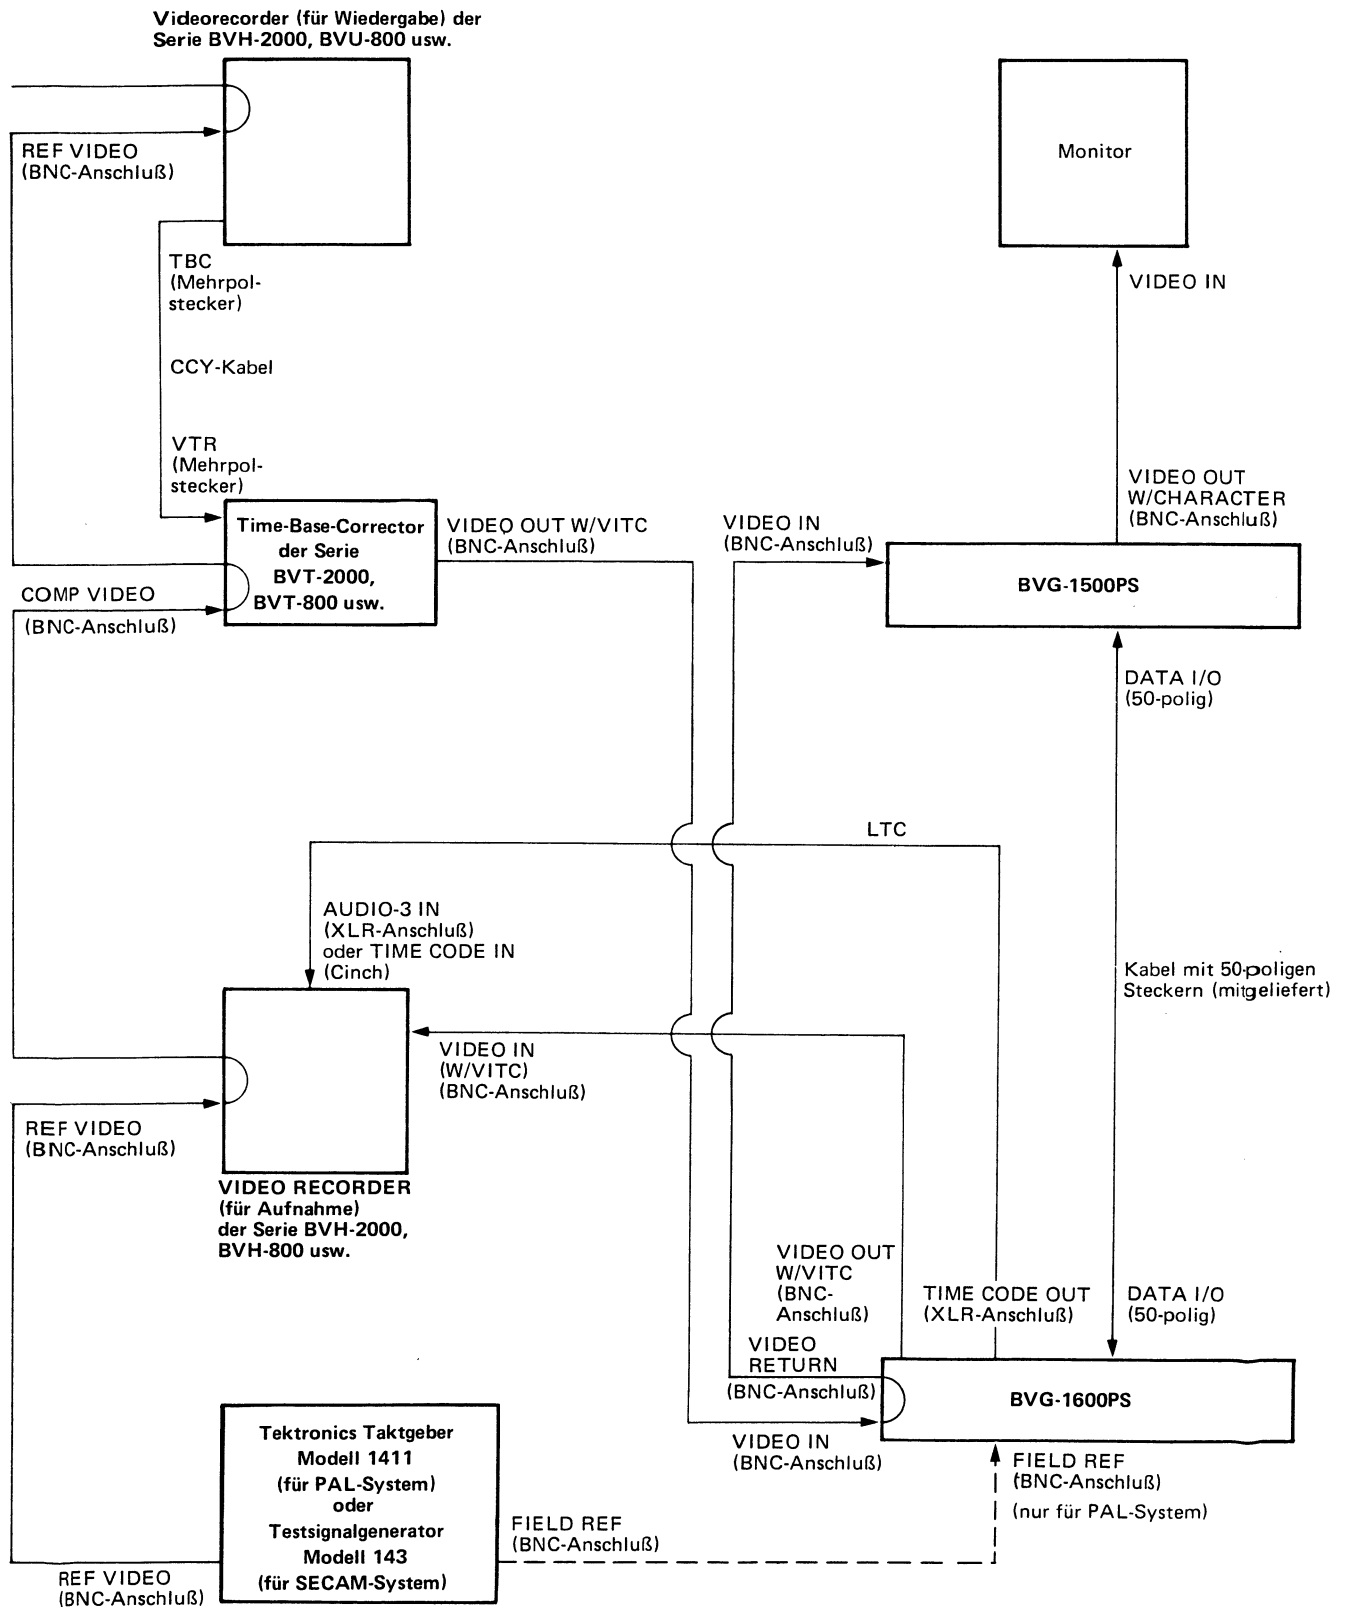 Videorecorder (für Wiedergabe) der
Serie BVH-2000, BVU-800 usw.
REF VIDEO
(BNC-Anschluß)
Monitor
TBC
(Mehrpol-
stecker)
VIDEO IN
CCY-Kabel
VTR
(Mehrpol-
stecker)
Time-Base-Corrector
der Serie
BVT-2000,
BVT-800 usw.
VIDEO OUT W/VITC
(BNC-Anschluß)
VIDEO IN
(BNC-Anschluß)
VIDEO OUT
W/CHARACTER
(BNC-Anschluß)
BVG-1500PS
COMP VIDEO
(BNC-Anschluß)
DATA I/O
(50-polig)
LTC
AUDIO-3 IN
(XLR-Anschluß)
oder TIME CODE IN
(Cinch)
Kabel mit 50-poligen
Steckern (mitgeliefert)
VIDEO IN
(W/VITC)
(BNC-Anschluß)
REF VIDEO
(BNC-Anschluß)
VIDEO RECORDER
(für Aufnahme)
der Serie BVH-2000,
BVH-800 usw.
VIDEO OUT
W/VITC
(BNC-
Anschluß)
TIME CODE OUT
(XLR-Anschluß)
DATA I/O
(50-polig)
VIDEO
RETURN
(BNC-Anschluß)
BVG-1600PS
VIDEO IN
(BNC-Anschluß)
FIELD REF
(BNC-Anschluß)
(nur für PAL-System)
Tektronics Taktgeber
Modell 1411
(für PAL-System)
oder
Testsignalgenerator
Modell 143
(für SECAM-System)
FIELD REF
(BNC-Anschluß)
REF VIDEO
(BNC-Anschluß)